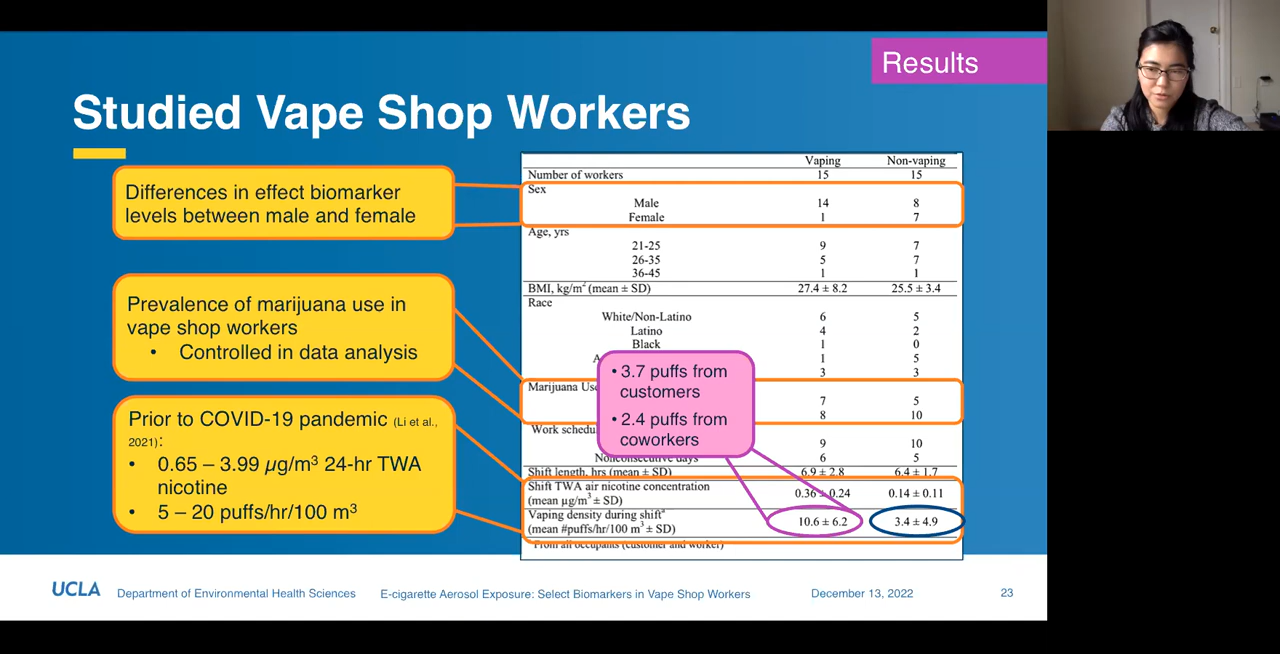 Results
Studied Vape Shop Workers
Differences in effect biomarker
levels between male and female
Prevalence of marijuana use in
vape shop workers
• Controlled in data analysis
Prior to COVID-19 pandemic (Li et al.,
2021):
• 0.65 – 3.99 µg/m³ 24-hr TWA
nicotine
• 5 – 20 puffs/hr/100 m³
Vaping Non-vaping
Number of workers 15 15
Sex
Male 14 8
Female 1 7
Age, yrs
21-25 9 7
26-35 5 7
36-45 1 1
BMI, kg/m² (mean ± SD) 27.4 ± 8.2 25.5 ± 3.4
Race
White/Non-Latino 6 5
Latino 4 2
Black 1 0
1 5
3 3
Marijuana Use
7 5
8 10
Work
9 10
Nonconsecutive days 6 5
Shift length, hrs (mean ± SD) 6.9 ± 2.8 6.4 ± 1.7
Shift TWA air nicotine concentration
(mean µg/m³ ± SD) 0.36 ± 0.24 0.14 ± 0.11
Vaping density during shiftᵃ
(mean #puffs/hr/100 m³ ± SD) 10.6 ± 6.2 3.4 ± 4.9
From all occupants (customer and worker)
• 3.7 puffs from
customers
• 2.4 puffs from
coworkers
UCLA Department of Environmental Health Sciences E-cigarette Aerosol Exposure: Select Biomarkers in Vape Shop Workers December 13, 2022 23